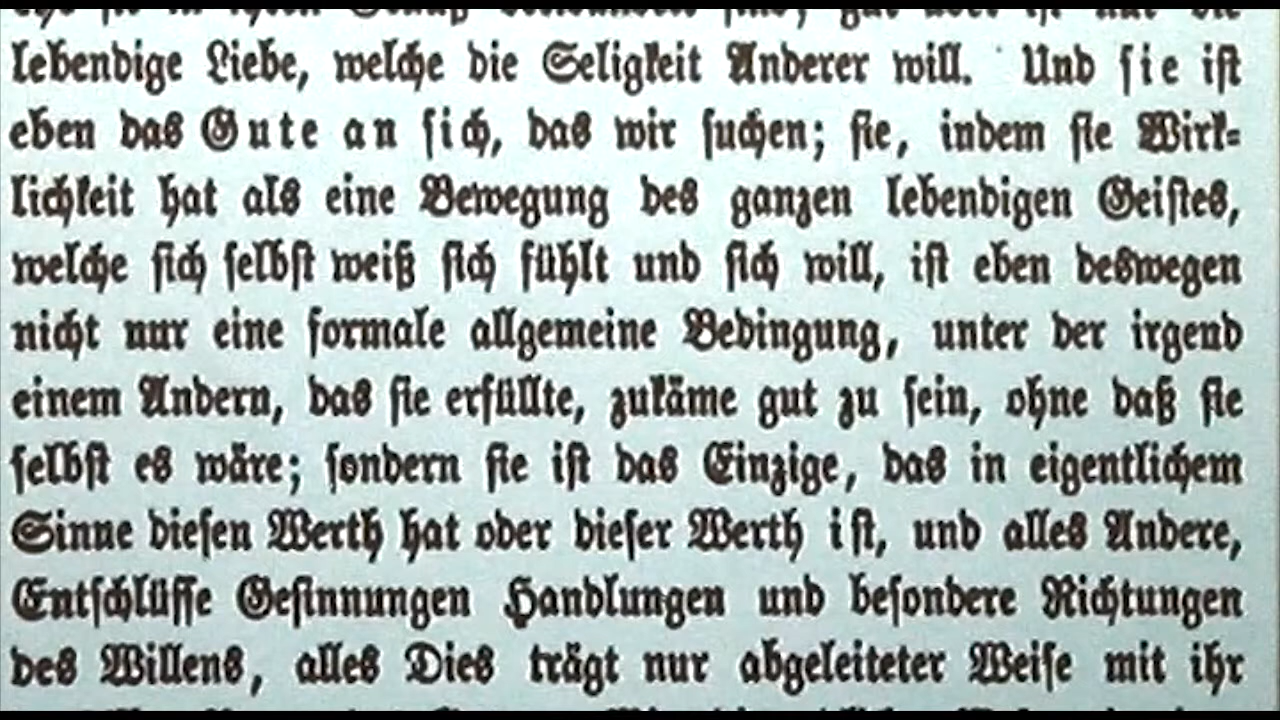 lebendige Liebe, welche die Seligkeit Anderer will. Und sie ist
eben das Gute an sich, das wir suchen; sie, indem sie Wirk=
lichkeit hat als eine Bewegung des ganzen lebendigen Geistes,
welche sich selbst weiß sich fühlt und sich will, ist eben deswegen
nicht nur eine formale allgemeine Bedingung, unter der irgend
einem Andern, das sie erfüllte, zukäme gut zu sein, ohne daß sie
selbst es wäre; sondern sie ist das Einzige, das in eigentlichem
Sinne diesen Werth hat oder dieser Werth ist, und alles Andere,
Entschlüsse Gesinnungen Handlungen und besondere Richtungen
des Willens, alles Dies trägt nur abgeleiteter Weise mit ihr